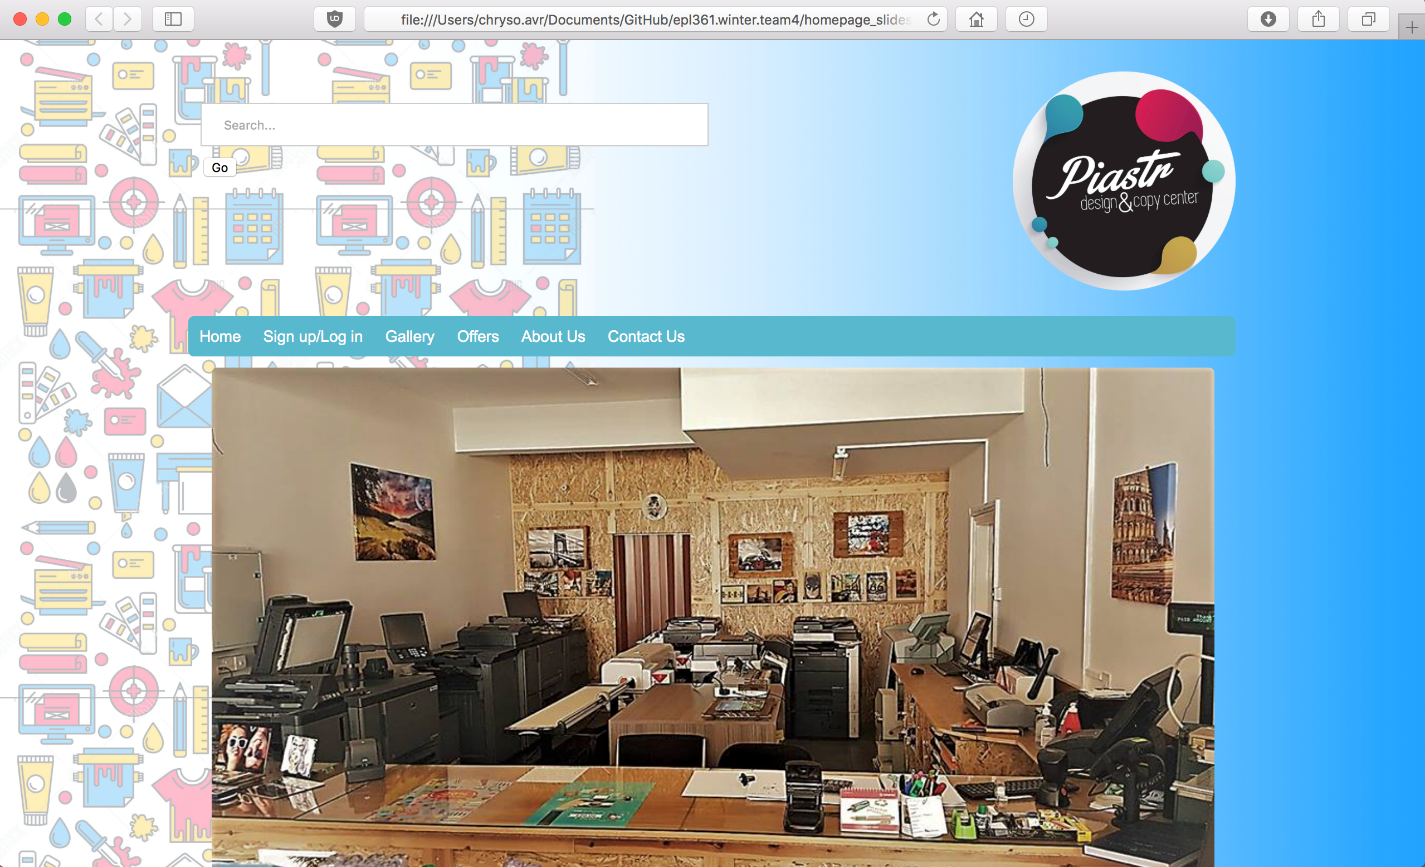 file:///Users/chryso.avr/Documents/GitHub/epl361.winter.team4/homepage_slides
Search...
Go
Piastr
design&copy center
Home Sign up/Log in Gallery Offers About Us Contact Us